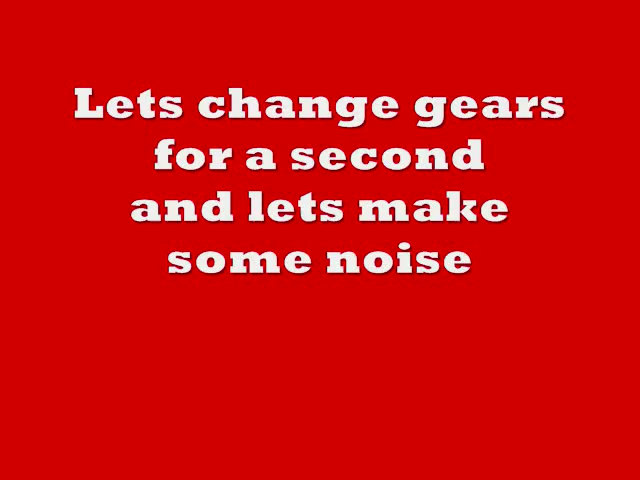 Lets change gears
for a second
and lets make
some noise